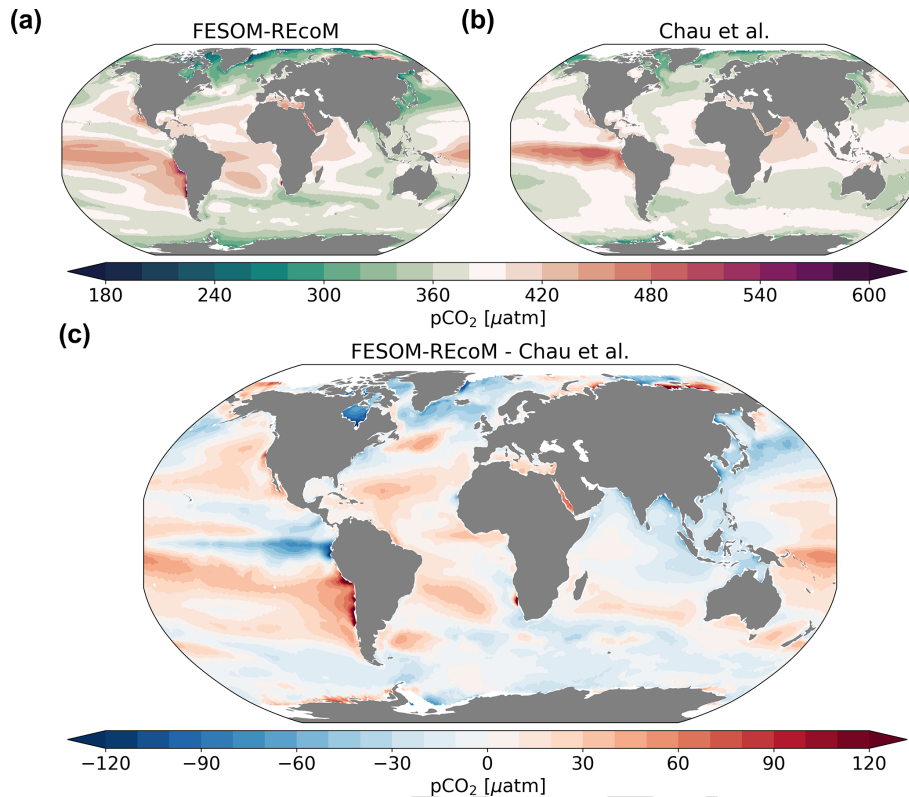 (a)
FESOM-REcoM
(b)
Chau et al.
180 240 300 360 420 480 540 600
pCO₂ [μatm]
(c)
FESOM-REcoM - Chau et al.
−120 −90 −60 −30 0 30 60 90 120
pCO₂ [μatm]